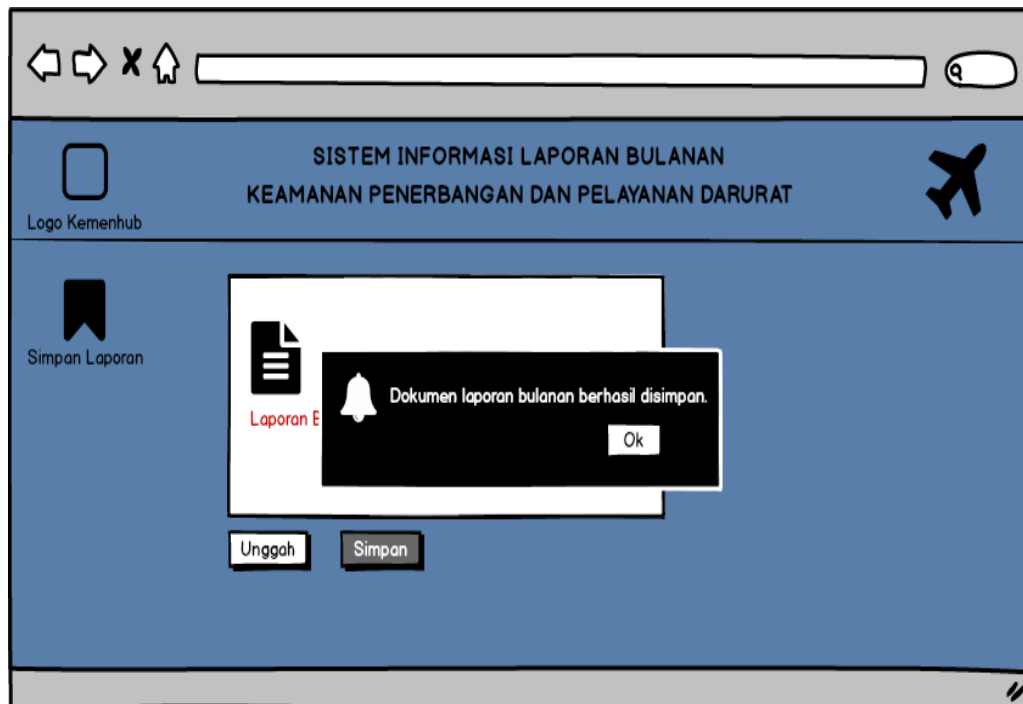 SISTEM INFORMASI LAPORAN BULANAN
KEAMANAN PENERBANGAN DAN PELAYANAN DARURAT
Logo Kemenhub
Simpan Laporan
Laporan
Dokumen laporan bulanan berhasil disimpan.
Ok
Unggah
Simpan